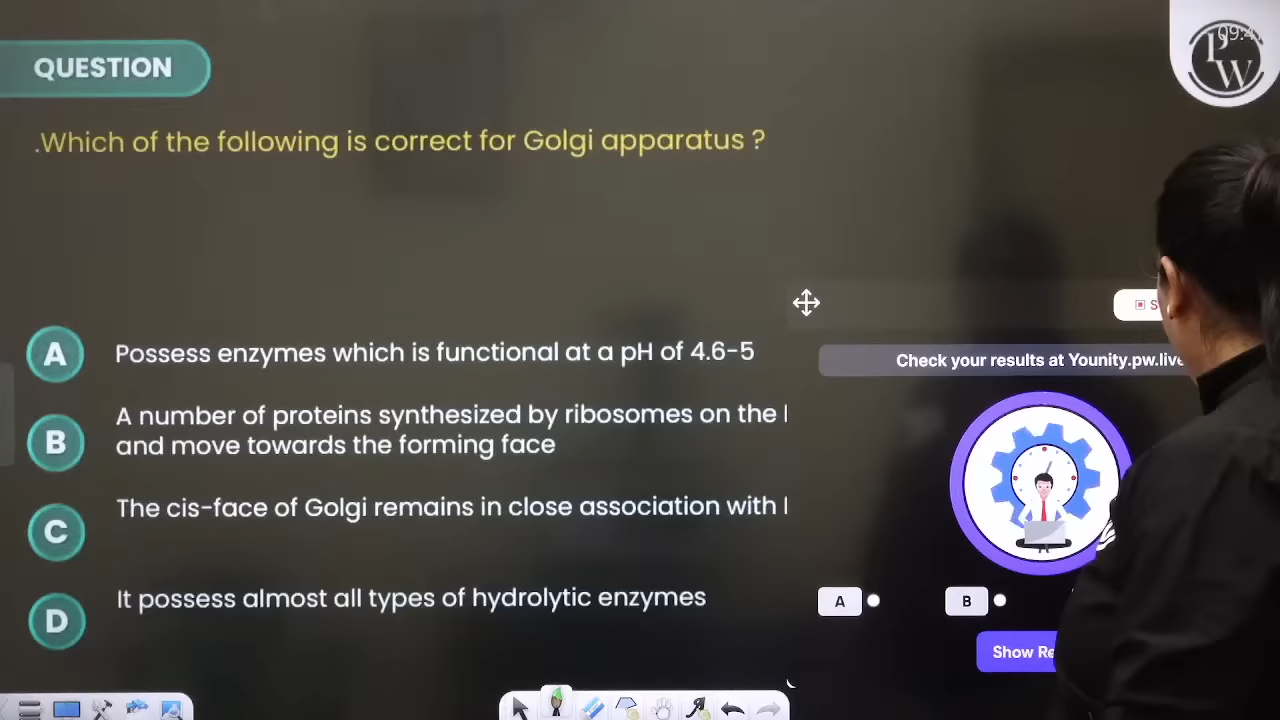 QUESTION
09:4
PW
.Which of the following is correct for Golgi apparatus ?
A
Possess enzymes which is functional at a pH of 4.6-5
B
A number of proteins synthesized by ribosomes on the
and move towards the forming face
C
The cis-face of Golgi remains in close association with
D
It possess almost all types of hydrolytic enzymes
S
Check your results at Younity.pw.live
A
B
Show Re